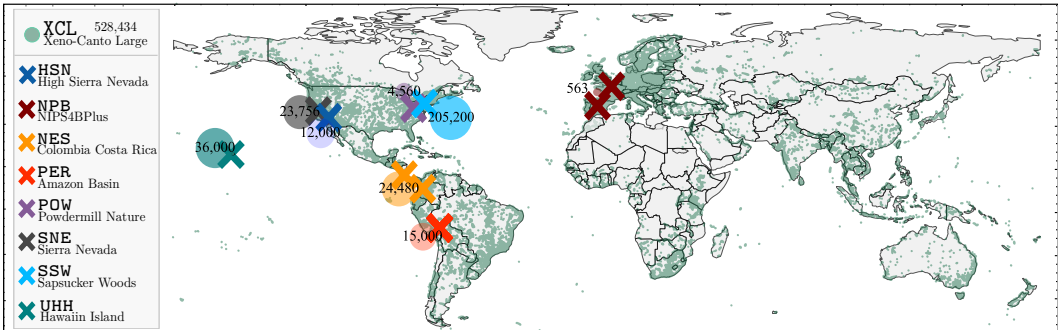 XCL 528,434
Xeno-Canto Large
HSN
High Sierra Nevada
NPB
NIPS4BPlus
NES
Colombia Costa Rica
PER
Amazon Basin
POW
Powdermill Nature
SNE
Sierra Nevada
SSW
Sapsucker Woods
UHH
Hawaiin Island
563
4,560
23,756
205,200
12,000
36,000
24,480
15,000